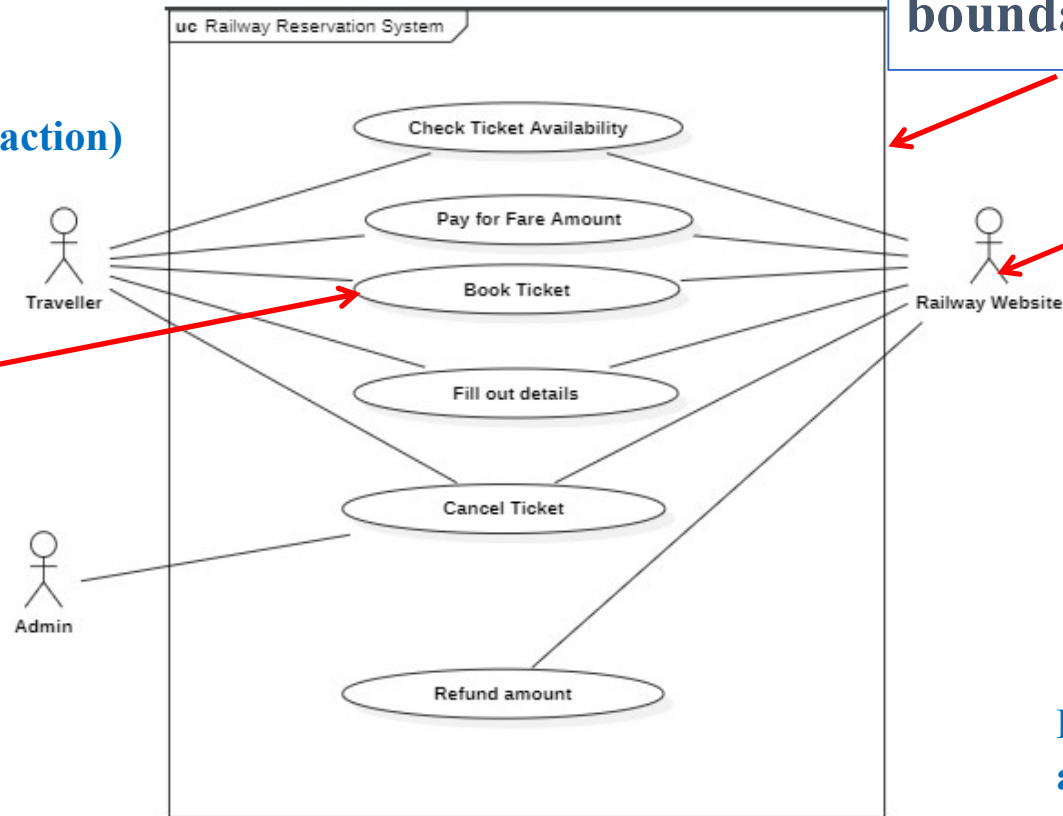 bounda
uc Railway Reservation System
action)
Check Ticket Availability
Pay for Fare Amount
Book Ticket
Traveller
Railway Website
Fill out details
Cancel Ticket
Admin
Refund amount